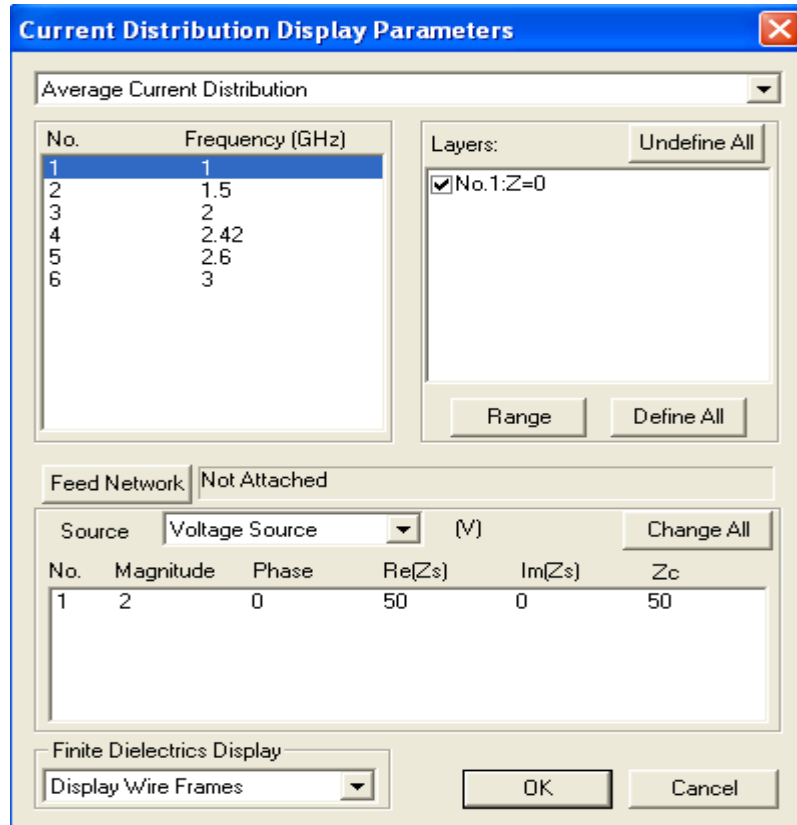 Current Distribution Display Parameters
Average Current Distribution
No. Frequency (GHz)
1 1
2 1.5
3 2
4 2.42
5 2.6
6 3
Layers: Undefine All
No.1:Z=0
Range Define All
Feed Network Not Attached
Source Voltage Source (V) Change All
No. Magnitude Phase Re(Zs) Im(Zs) Zc
1 2 0 50 0 50
Finite Dielectrics Display
Display Wire Frames OK Cancel